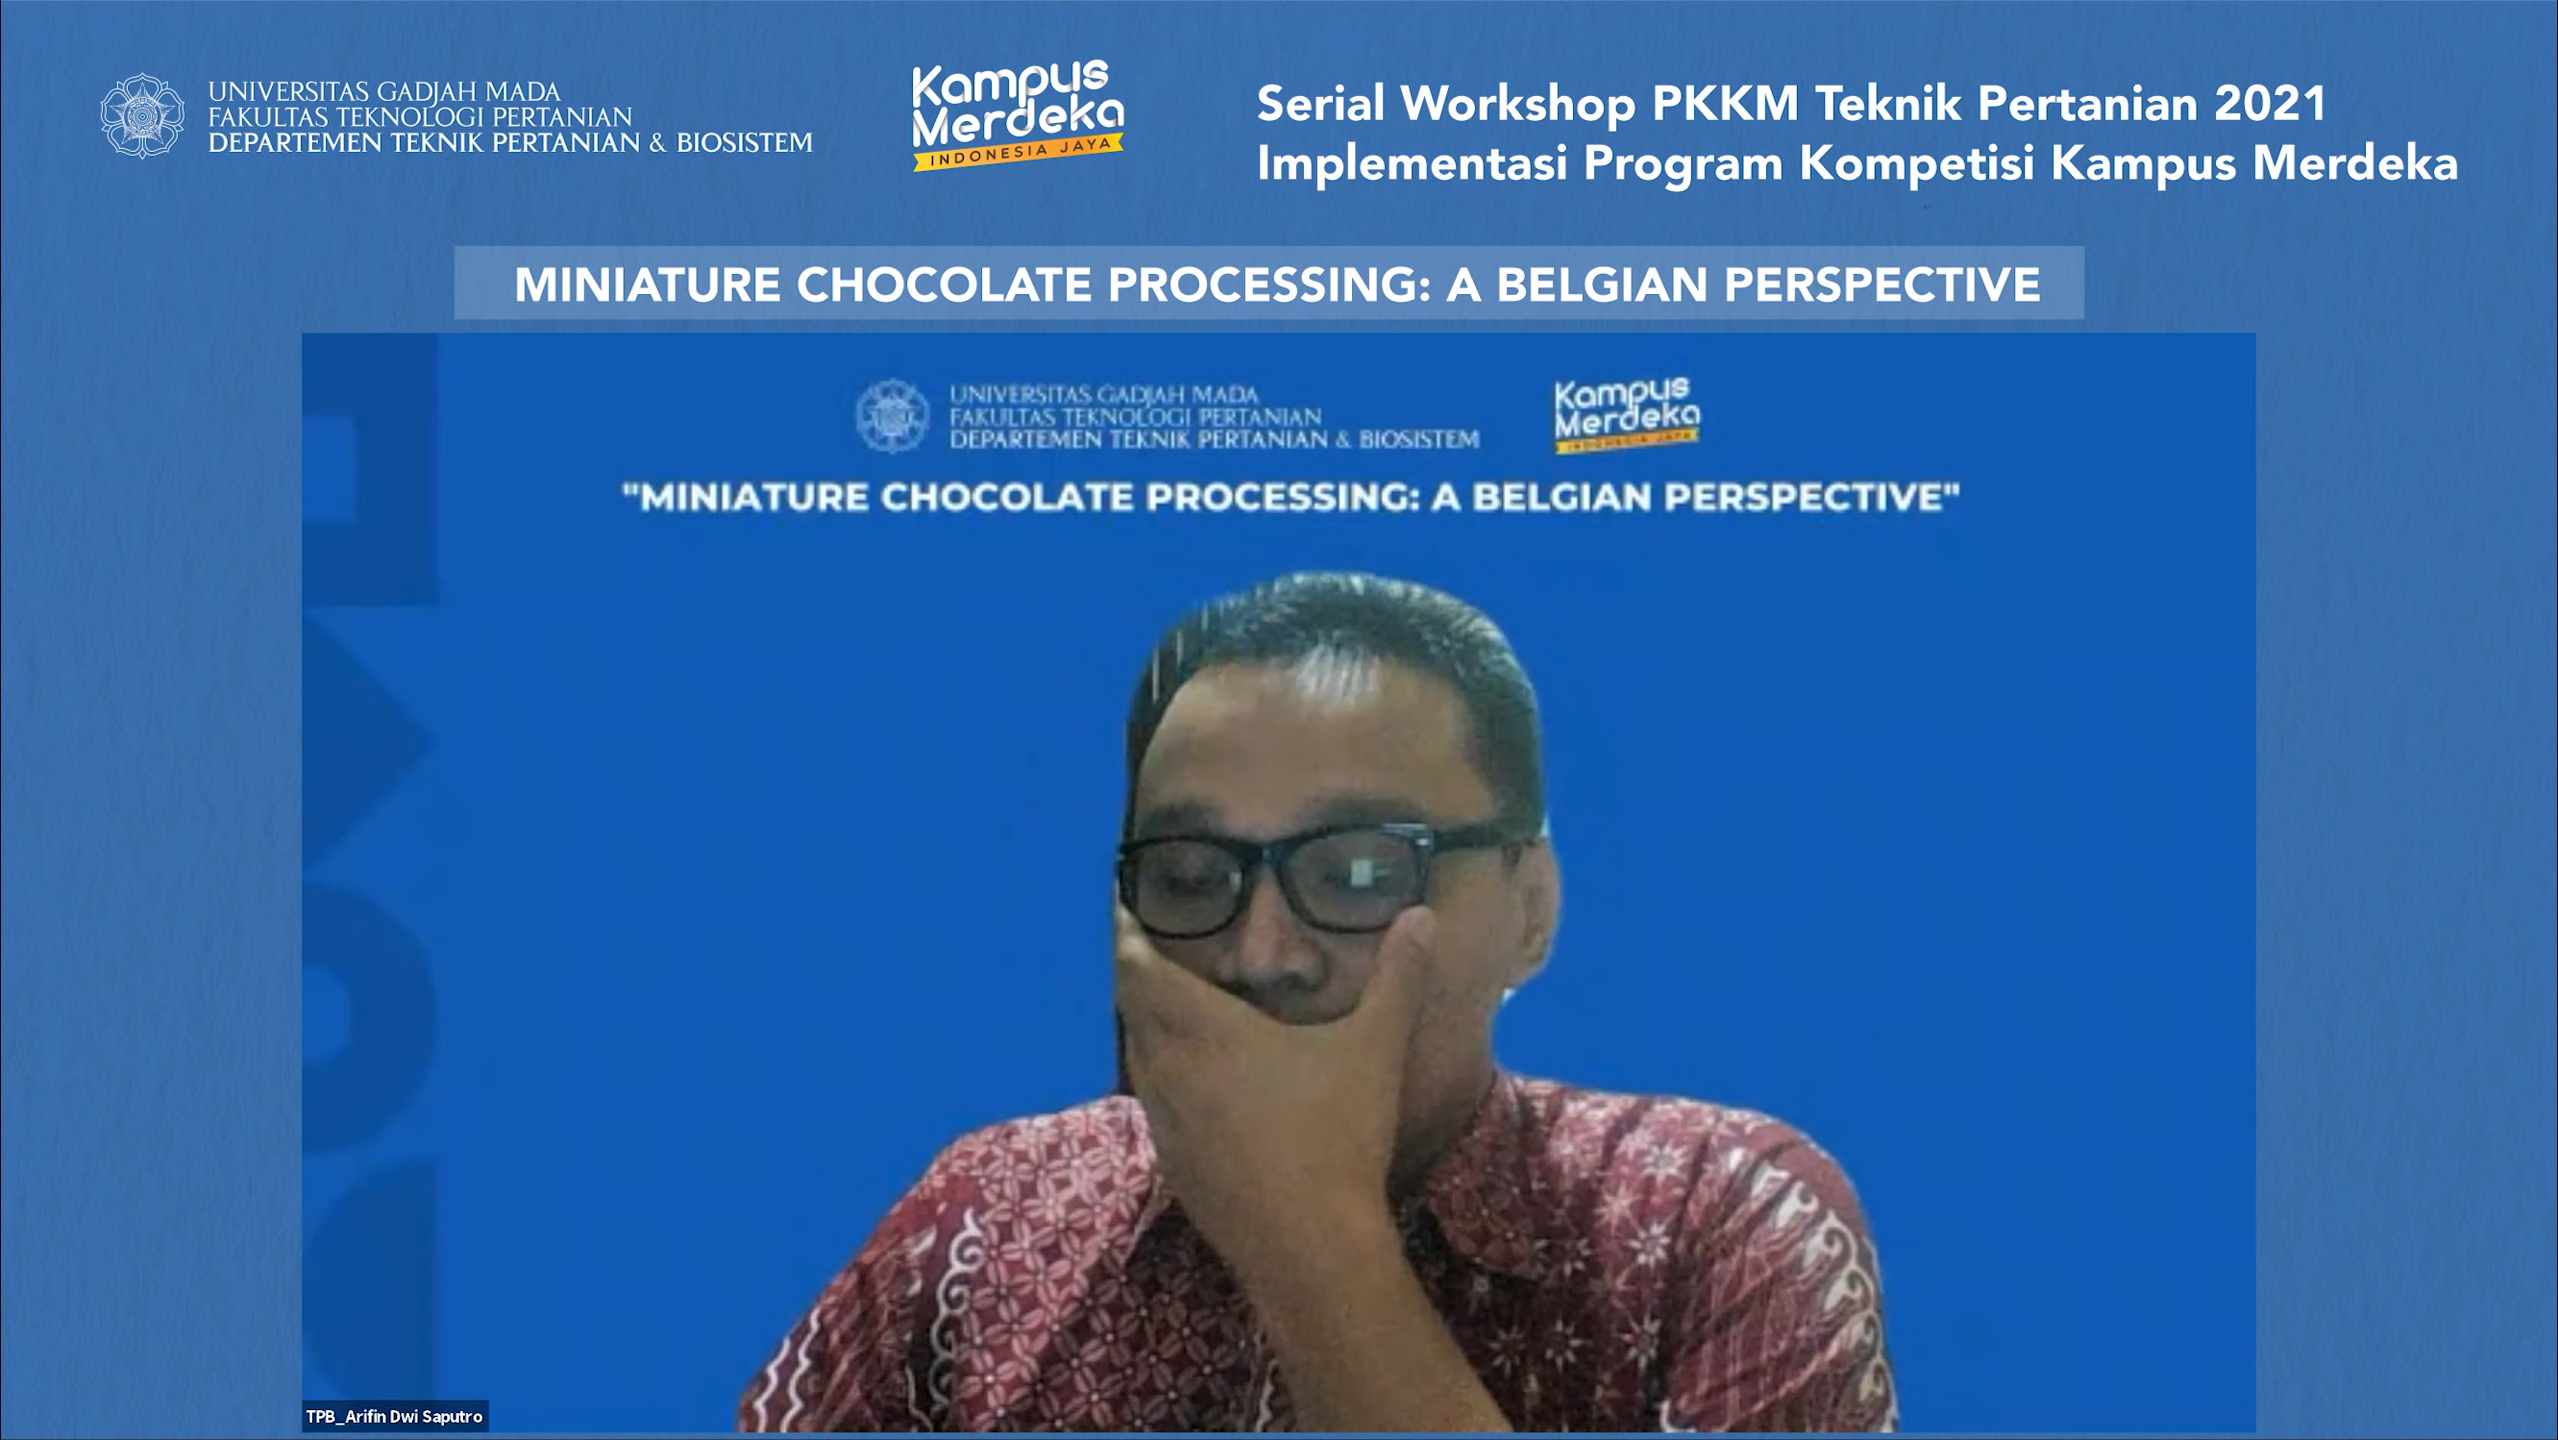 UNIVERSITAS GADJAH MADA
FAKULTAS TEKNOLOGI PERTANIAN
DEPARTEMEN TEKNIK PERTANIAN & BIOSISTEM
Kampus
Merdeka
INDONESIA JAYA
Serial Workshop PKKM Teknik Pertanian 2021
Implementasi Program Kompetisi Kampus Merdeka
MINIATURE CHOCOLATE PROCESSING: A BELGIAN PERSPECTIVE
UNIVERSITAS GADJAH MADA
FAKULTAS TEKNOLOGI PERTANIAN
DEPARTEMEN TEKNIK PERTANIAN & BIOSISTEM
Kampus
Merdeka
INDONESIA JAYA
"MINIATURE CHOCOLATE PROCESSING: A BELGIAN PERSPECTIVE"
TPB_Arifin Dwi Saputro